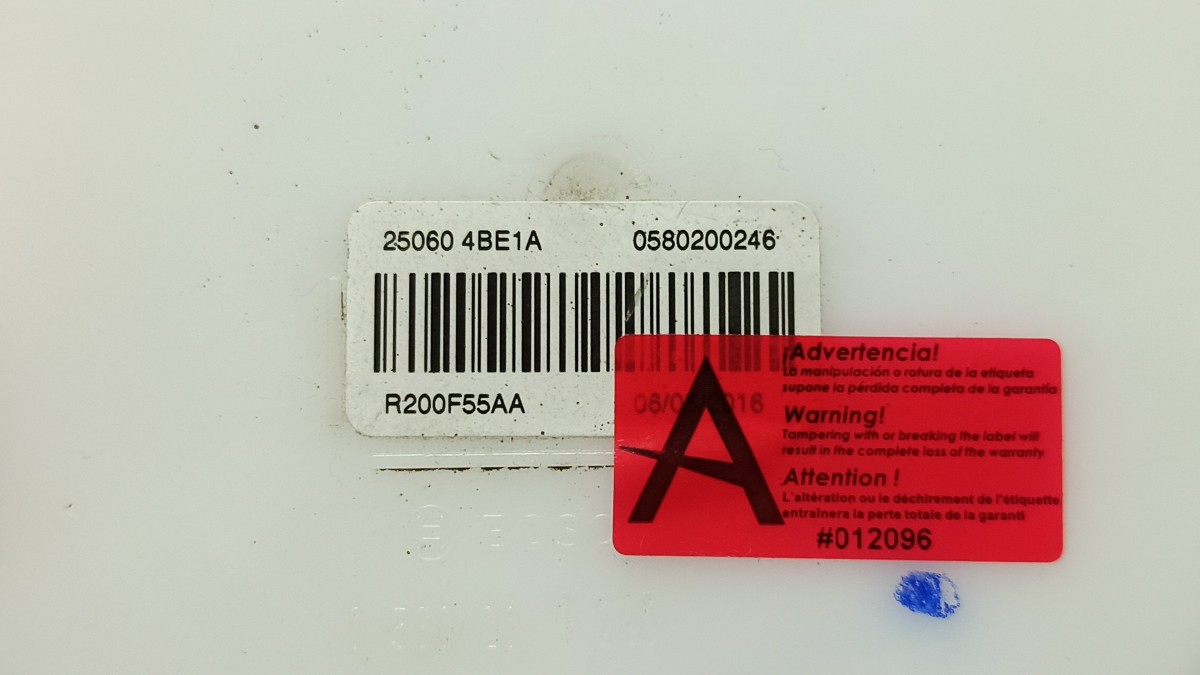 25060 4BE1A 0580200246
R200F55AA
¡Advertencia!
La manipulación o rotura de la etiqueta
supone la pérdida completa de la garantía
Warning!
Tampering with or breaking the label will
result in the complete loss of the warranty
Attention !
L'altération ou le déchirement de l'étiquette
entraînera la perte totale de la garanti
#012096